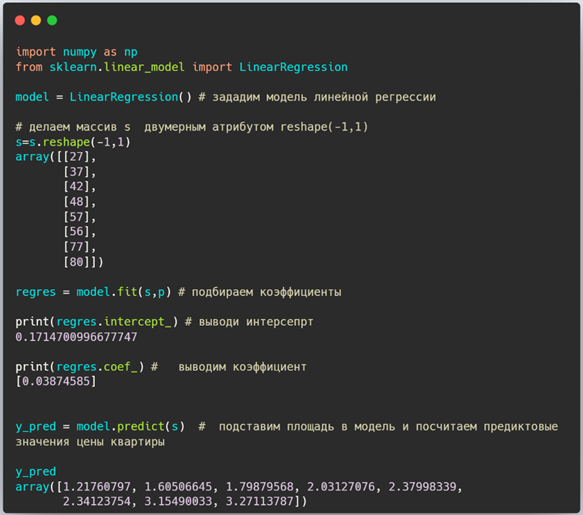 import numpy as np
from sklearn.linear_model import LinearRegression
model = LinearRegression() # зададим модель линейной регрессии
# делаем массив s  двумерным атрибутом reshape(-1,1)
s=s.reshape(-1,1)
array([[27],
       [37],
       [42],
       [48],
       [57],
       [56],
       [77],
       [80]])
regres = model.fit(s,p) # подбираем коэффициенты
print(regres.intercept_) # выводи интерсепрт
0.1714700996677747
print(regres.coef_) #   выводим коэффициент
[0.03874585]
y_pred = model.predict(s)  #  подставим площадь в модель и посчитаем предиктовые
значения цены квартиры
y_pred
array([1.21760797, 1.60506645, 1.79879568, 2.03127076, 2.37998339,
       2.34123754, 3.15490033, 3.27113787])